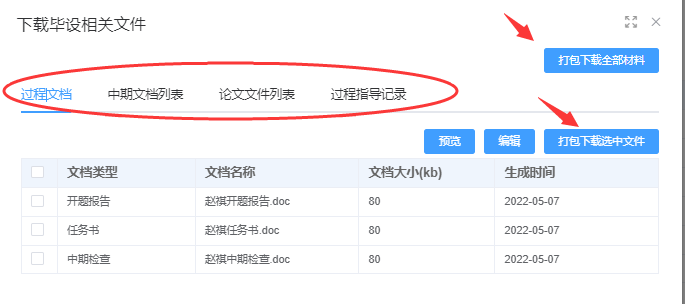 下载毕设相关文件
打包下载全部材料
过程文档 中期文档列表 论文文件列表 过程指导记录
预览 编辑 打包下载选中文件
文档类型 文档名称 文档大小(kb) 生成时间
开题报告 赵祺开题报告.doc 80 2022-05-07
任务书 赵祺任务书.doc 80 2022-05-07
中期检查 赵祺中期检查.doc 80 2022-05-07